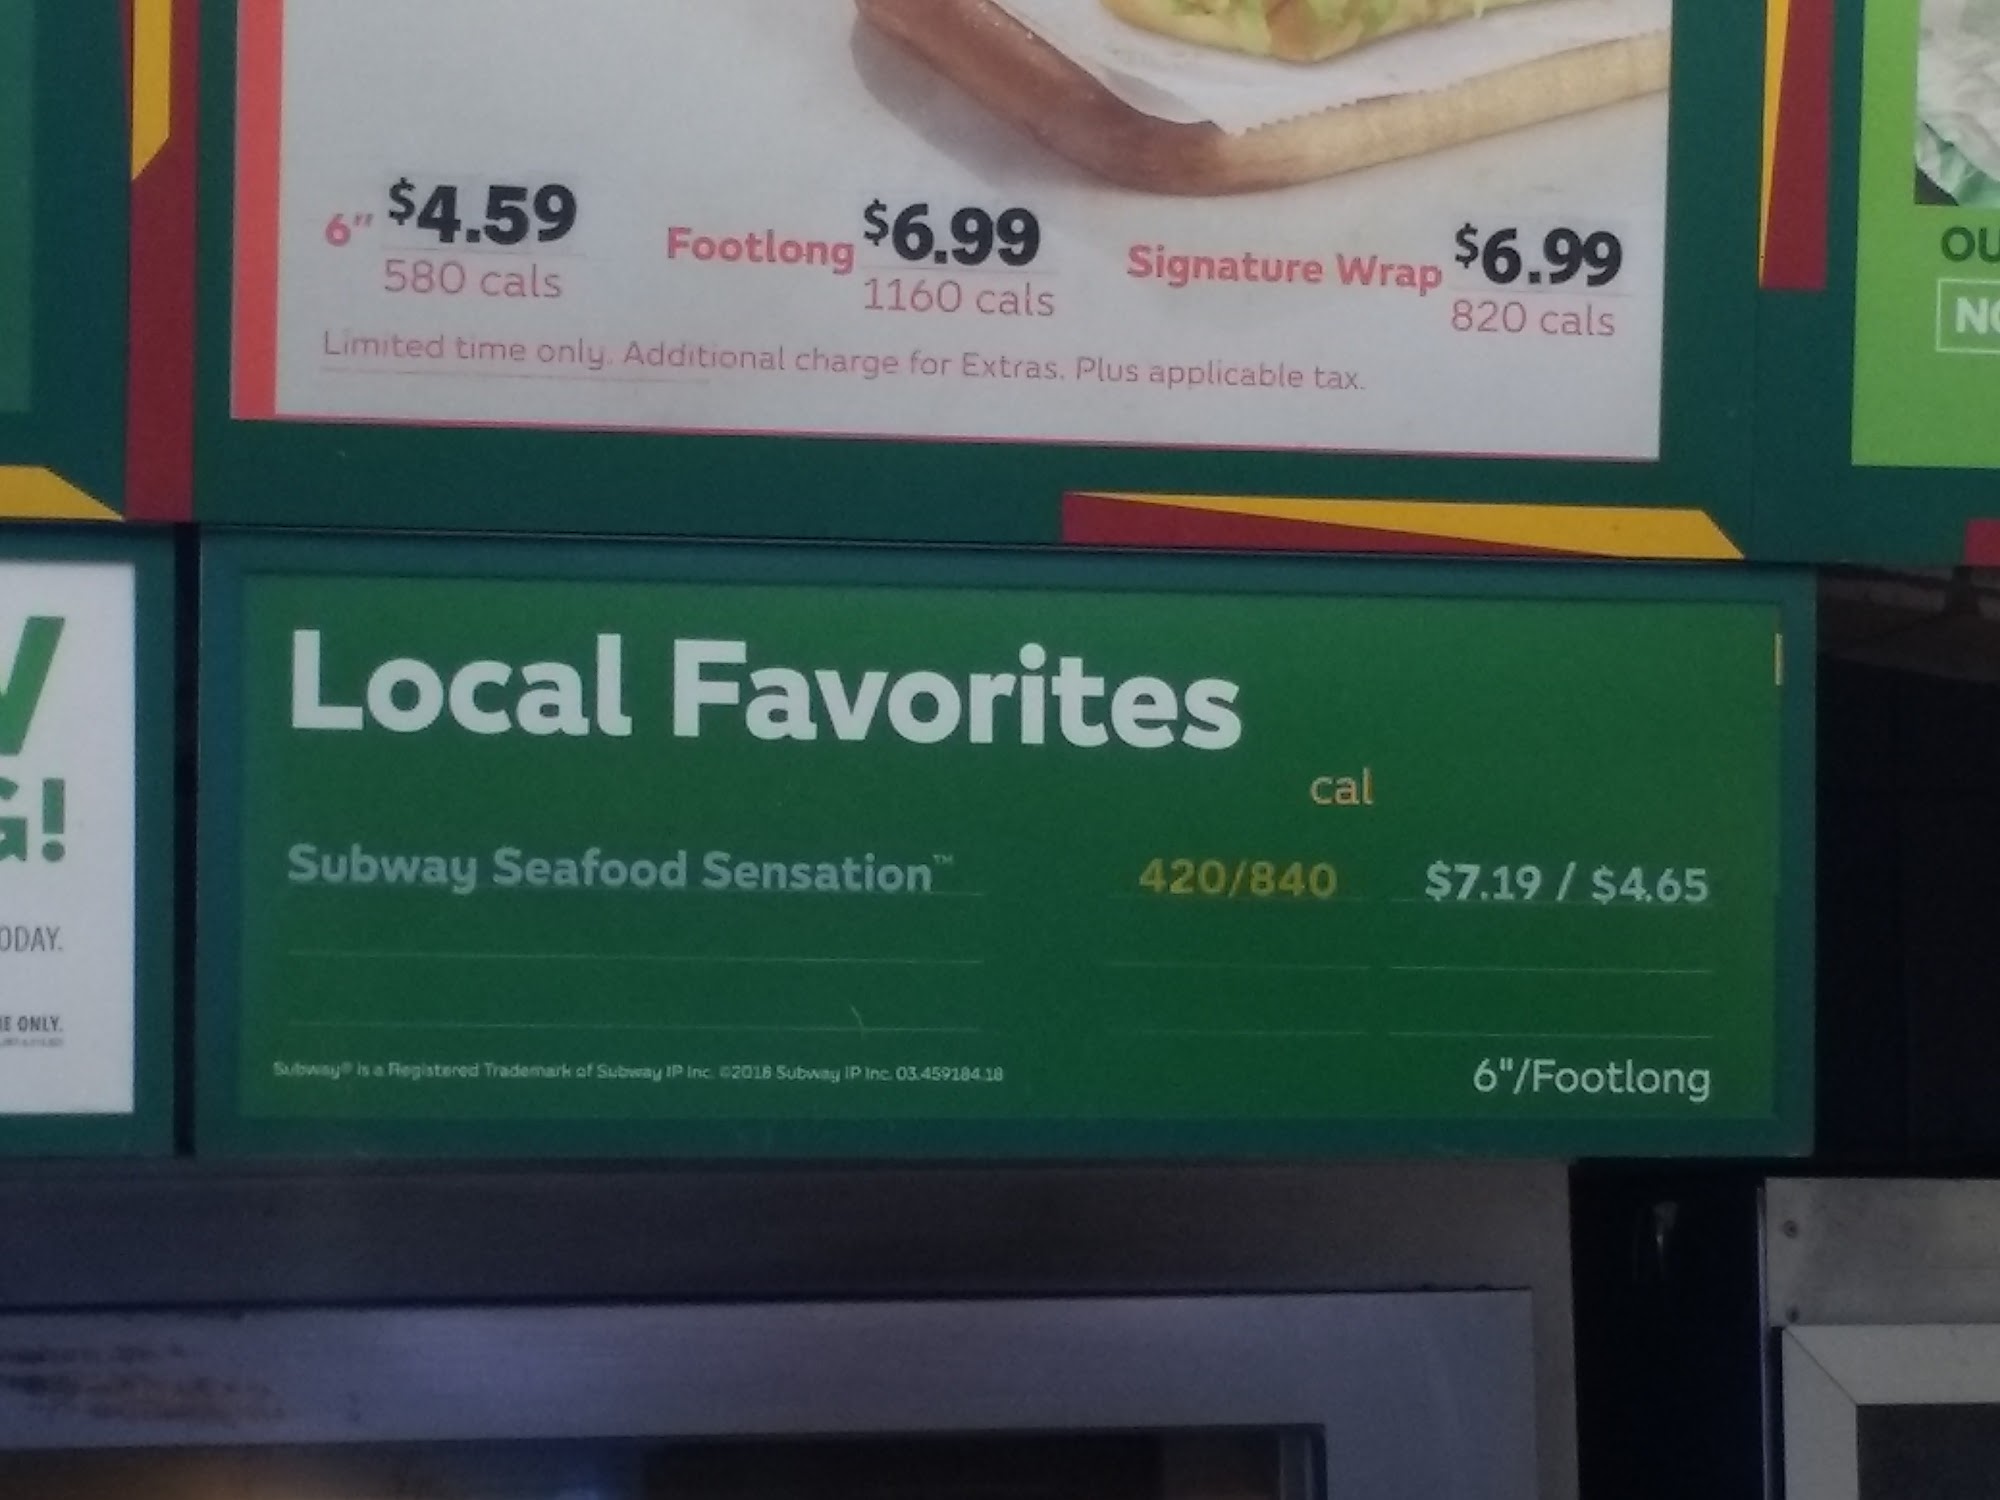 6" $4.59 Footlong $6.99 Signature Wrap $6.99
580 cals 1160 cals 820 cals
Limited time only. Additional charge for Extras. Plus applicable tax.
OU
NO
G!
ODAY.
E ONLY.
Local Favorites
cal
Subway Seafood Sensation™ 420/840 $7.19 / $4.65
Subway® is a Registered Trademark of Subway IP Inc. ©2018 Subway IP Inc. 03.459184.18
6"/Footlong